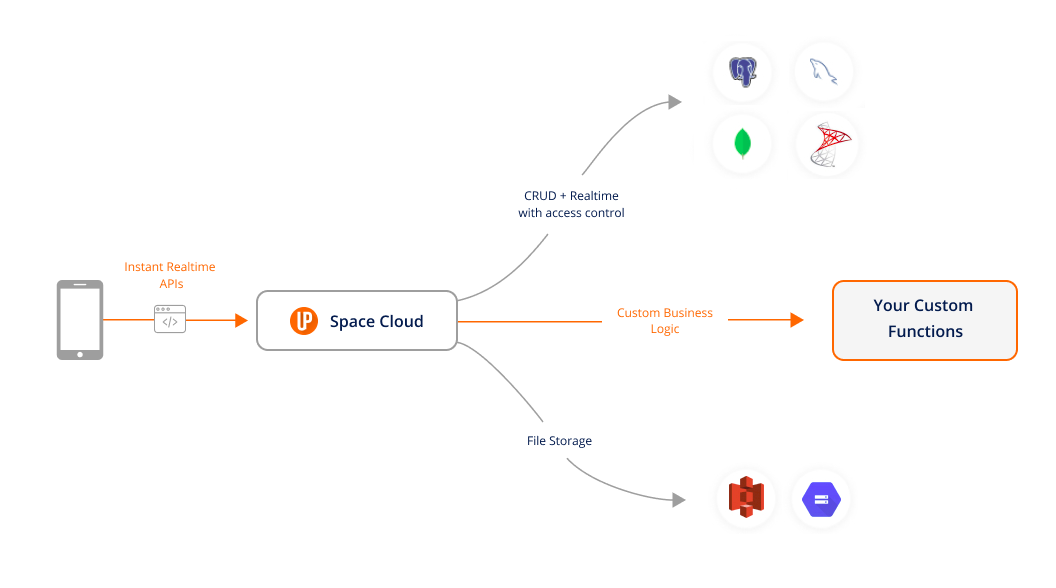 CRUD + Realtime
with access control
Instant Realtime
APIs
</>
Space Cloud
Custom Business
Logic
Your Custom
Functions
File Storage